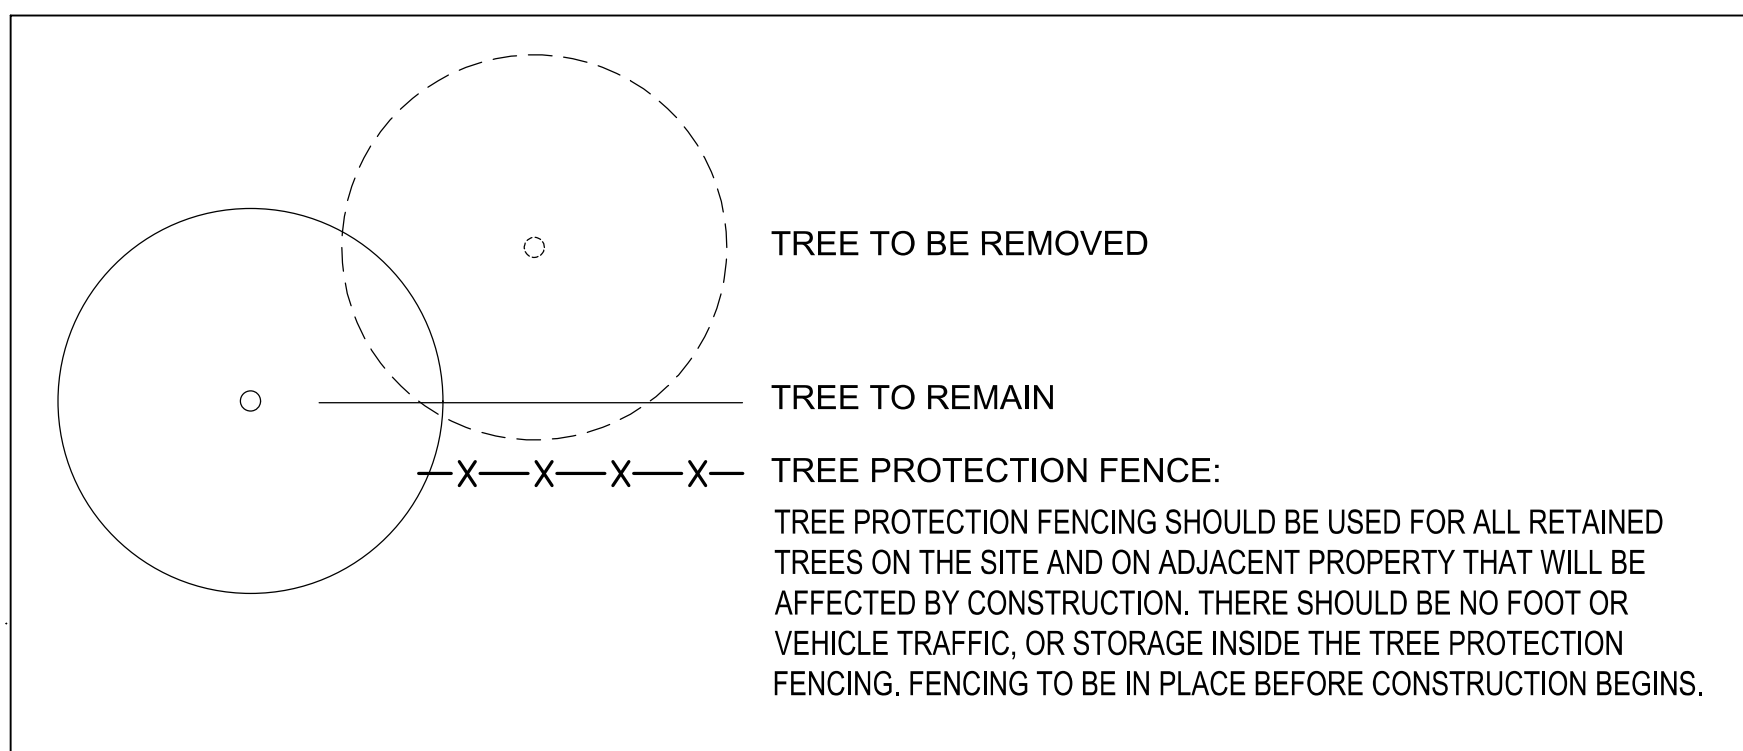 TREE TO BE REMOVED
TREE TO REMAIN
X X X X
TREE PROTECTION FENCE:
TREE PROTECTION FENCING SHOULD BE USED FOR ALL RETAINED
TREES ON THE SITE AND ON ADJACENT PROPERTY THAT WILL BE
AFFECTED BY CONSTRUCTION. THERE SHOULD BE NO FOOT OR
VEHICLE TRAFFIC, OR STORAGE INSIDE THE TREE PROTECTION
FENCING. FENCING TO BE IN PLACE BEFORE CONSTRUCTION BEGINS.